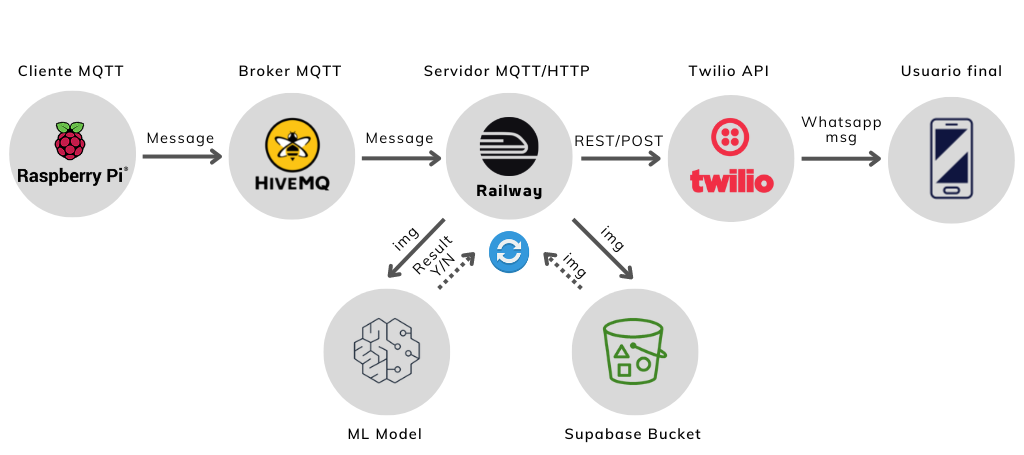 Cliente MQTT
Broker MQTT
Servidor MQTT/HTTP
Twilio API
Usuario final
Raspberry Pi®
Message
HIVEMQ
Message
Railway
REST/POST
twilio
Whatsapp
msg
img
Result
Y/N
img
img
ML Model
Supabase Bucket